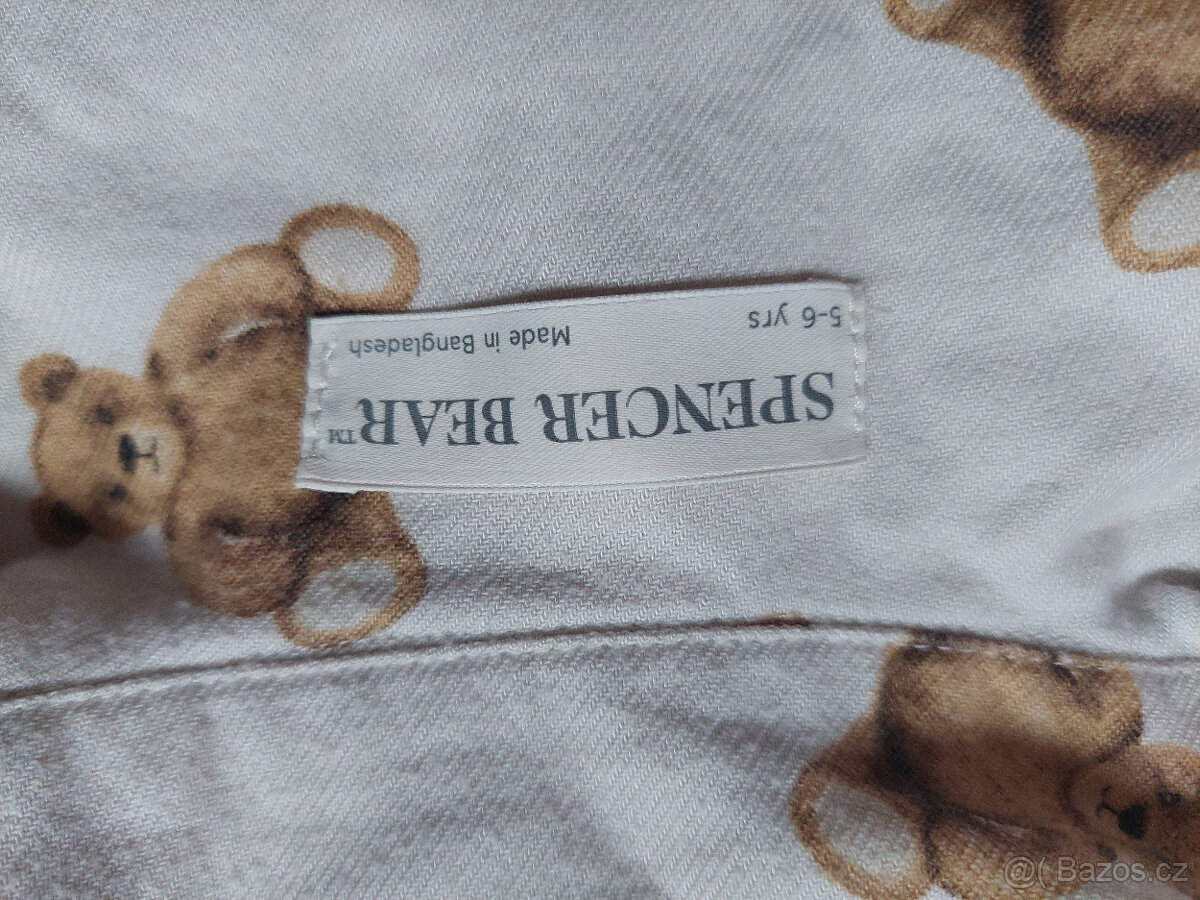 SPENCER BEAR™
5-6 yrs Made in Bangladesh
@( Bazos.cz